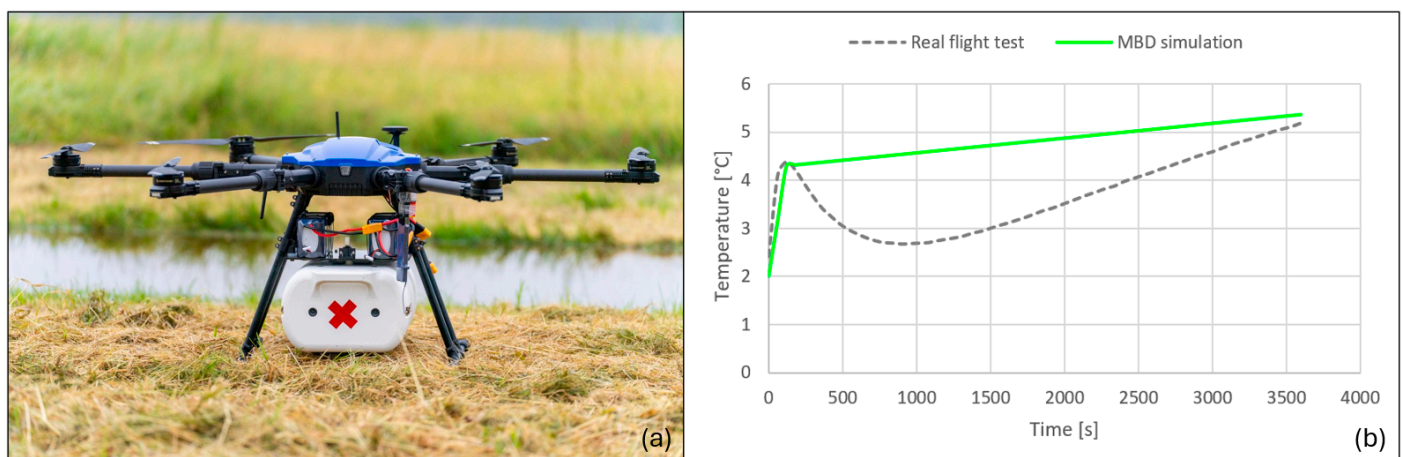 (a)
Real flight test
MBD simulation
Temperature [°C]
6
5
4
3
2
1
0
0 500 1000 1500 2000 2500 3000 3500 4000
Time [s]
(b)